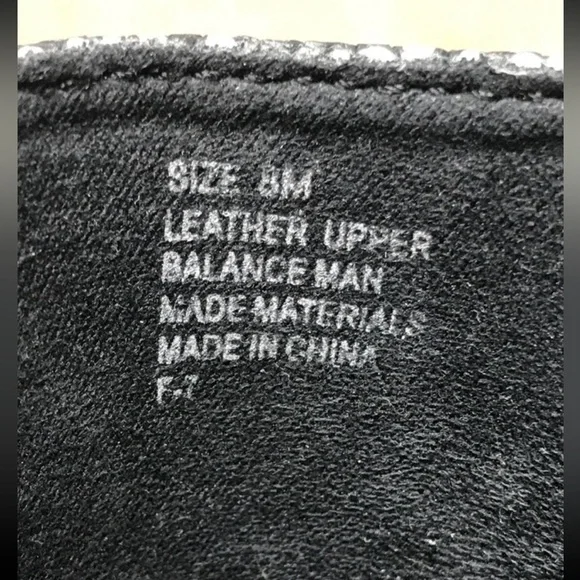 SIZE 8M
LEATHER UPPER
BALANCE MAN
MADE MATERIALS
MADE IN CHINA
F-7